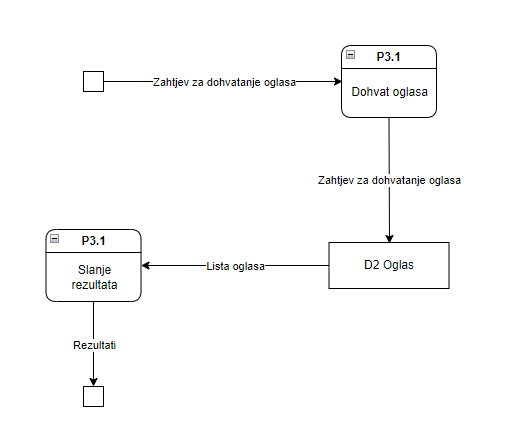 P3.1
Zahtjev za dohvatanje oglasa
Dohvat oglasa
Zahtjev za dohvatanje oglasa
P3.1
Slanje
rezultata
Lista oglasa
D2 Oglas
Rezultati